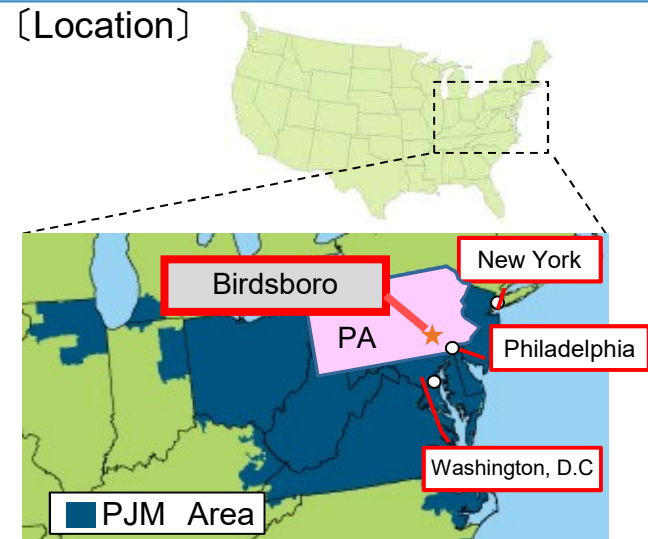 〔Location〕
New York
Birdsboro
PA
Philadelphia
Washington, D.C
PJM Area